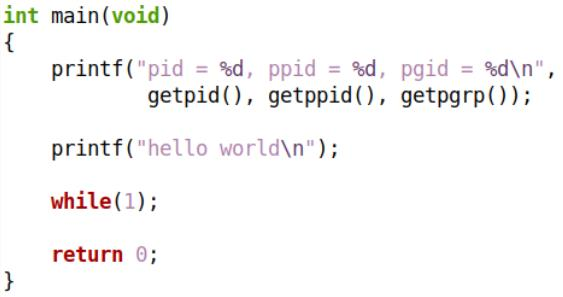 int main(void)
{
    printf("pid = %d, ppid = %d, pgid = %d\n",
            getpid(), getppid(), getpgrp());
    printf("hello world\n");
    while(1);
    return 0;
}